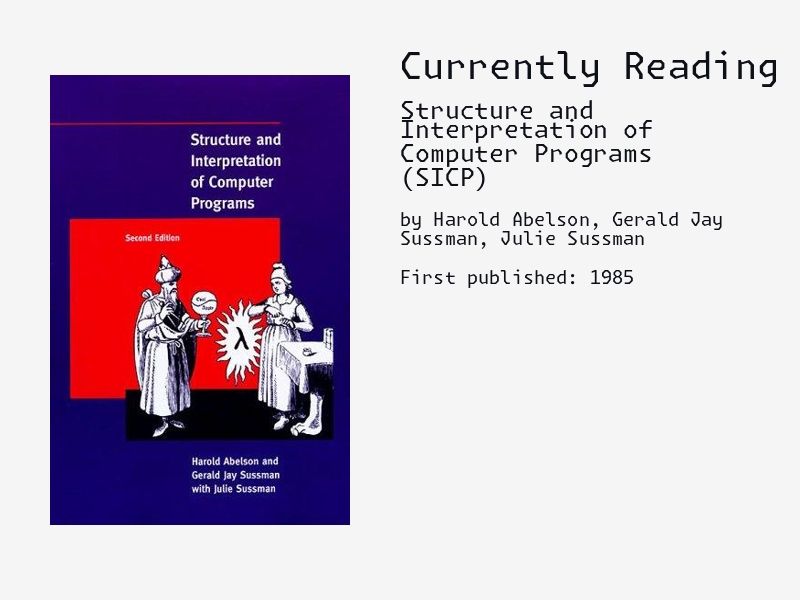 Structure and
Interpretation
of Computer
Programs
Second Edition
λ
Harold Abelson and
Gerald Jay Sussman
with Julie Sussman
Currently Reading
Structure and
Interpretation of
Computer Programs
(SICP)
by Harold Abelson, Gerald Jay
Sussman, Julie Sussman
First published: 1985